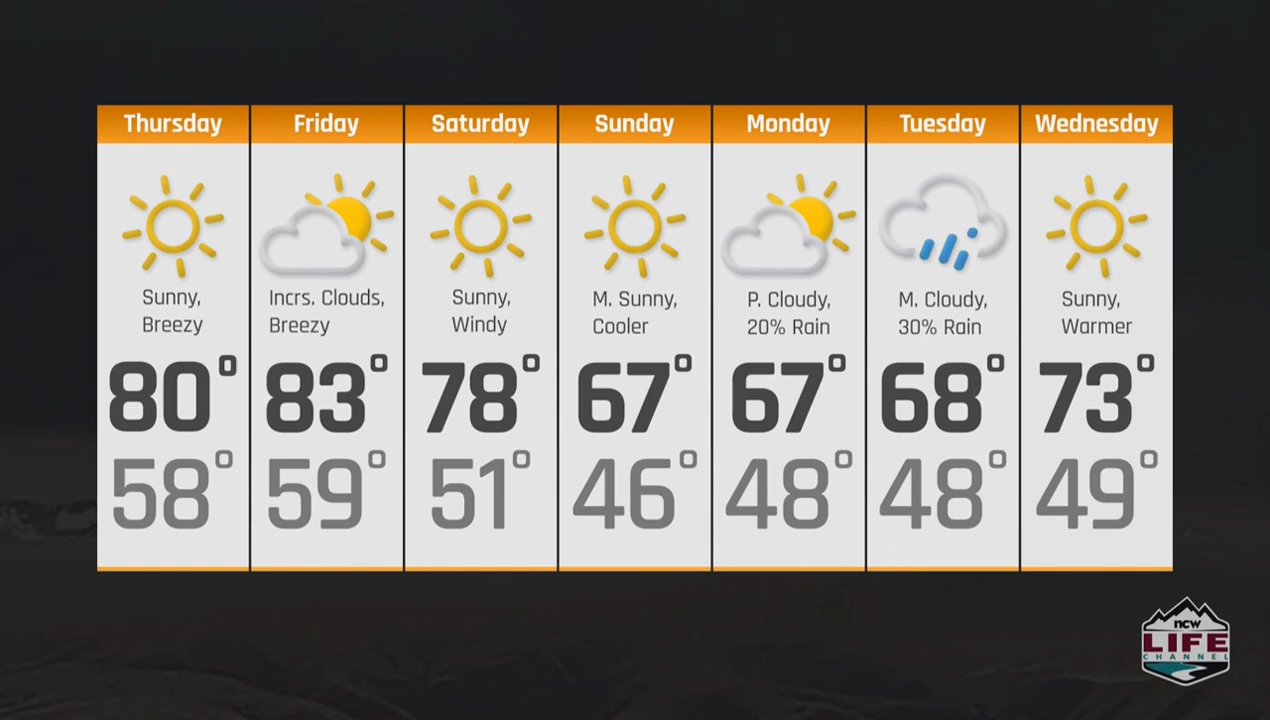 Thursday
Sunny,
Breezy
80°
58°
Friday
Incrs. Clouds,
Breezy
83°
59°
Saturday
Sunny,
Windy
78°
51°
Sunday
M. Sunny,
Cooler
67°
46°
Monday
P. Cloudy,
20% Rain
67°
48°
Tuesday
M. Cloudy,
30% Rain
68°
48°
Wednesday
Sunny,
Warmer
73°
49°
ncw
LIFE
CHANNEL